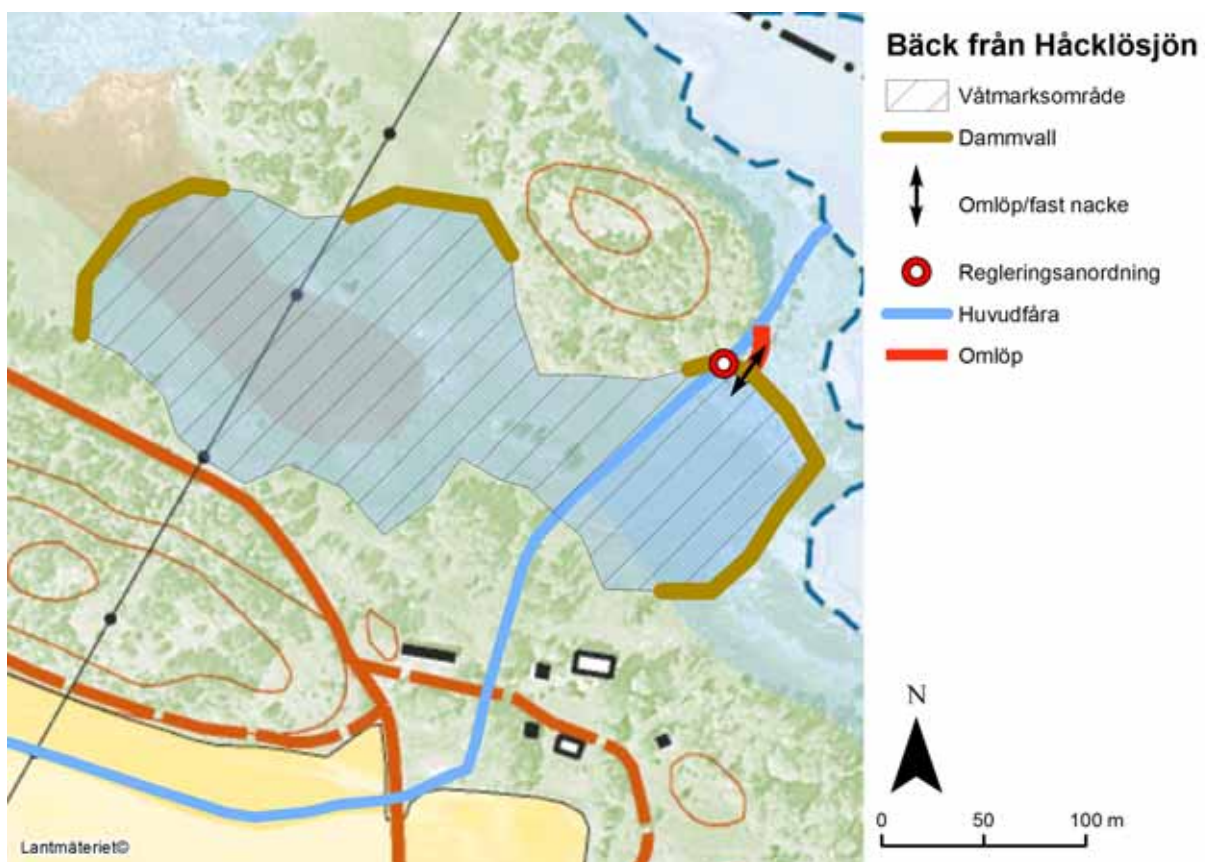 Bäck från Håcklösjön
Våtmarksområde
Dammvall
Omlöp/fast nacke
Regleringsanordning
Huvudfåra
Omlöp
N
0 50 100 m
Lantmäteriet©